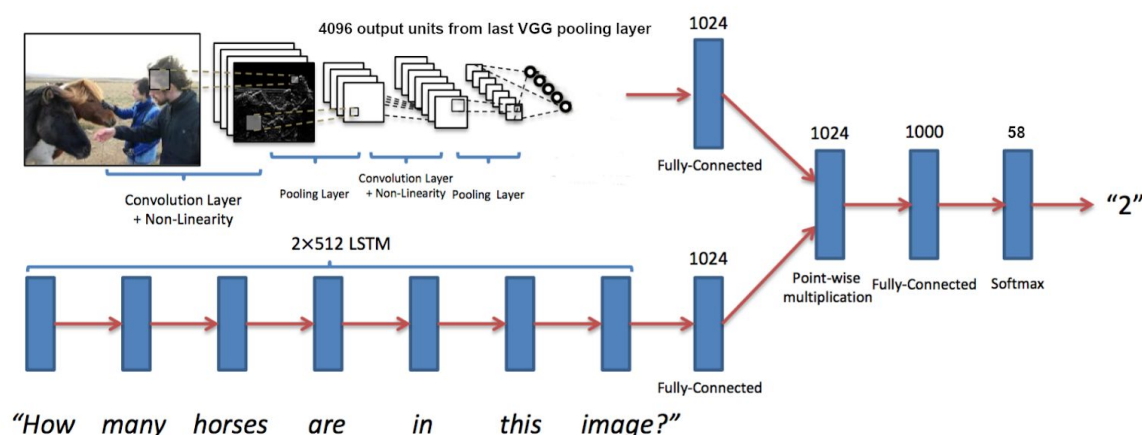 4096 output units from last VGG pooling layer
1024
Fully-Connected
Convolution Layer
+ Non-Linearity
Pooling Layer
Convolution Layer
+ Non-Linearity
Pooling Layer
2×512 LSTM
1024
Fully-Connected
1024
Point-wise
multiplication
1000
Fully-Connected
58
Softmax
“2”
“How many horses are in this image?”